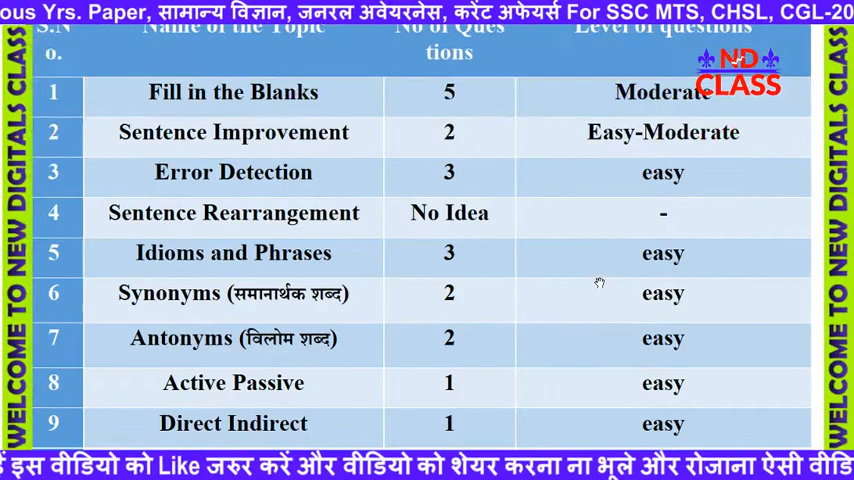 ous Yrs. Paper, सामान्य विज्ञान, जनरल अवेयरनेस, करेंट अफेयर्स For SSC MTS, CHSL, CGL-20
S.N Name of the Topic No of Ques Level of questions
o. tions
ND
CLASS
1 Fill in the Blanks 5 Moderate
2 Sentence Improvement 2 Easy-Moderate
3 Error Detection 3 easy
4 Sentence Rearrangement No Idea -
5 Idioms and Phrases 3 easy
6 Synonyms (समानार्थक शब्द) 2 easy
7 Antonyms (विलोम शब्द) 2 easy
8 Active Passive 1 easy
9 Direct Indirect 1 easy
WELCOME TO NEW DIGITALS CLASS
WELCOME TO NEW DIGITALS CLASS
इस वीडियो को Like जरुर करें और वीडियो को शेयर करना ना भूले और रोजाना ऐसी वीडि